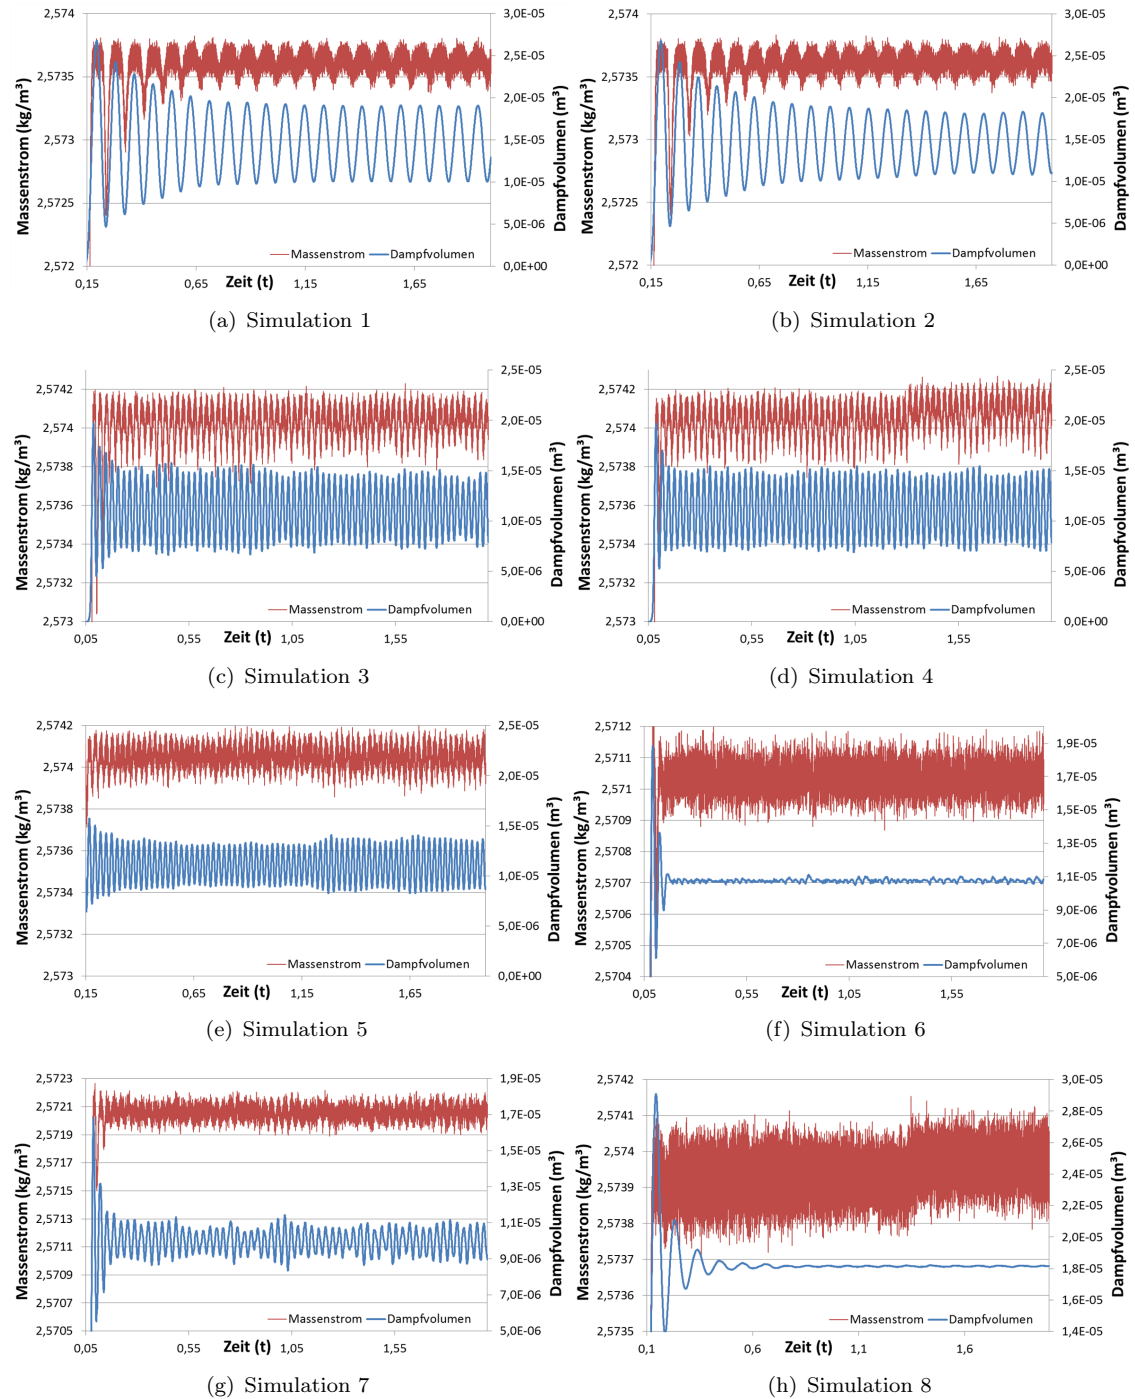 2,574
2,5735
2,573
2,5725
2,572
Massenstrom (kg/m³)
3,0E-05
2,5E-05
2,0E-05
1,5E-05
1,0E-05
5,0E-06
0,0E+00
Dampfvolumen (m³)
Massenstrom Dampfvolumen
0,15 0,65 1,15 1,65
Zeit (t)
(a) Simulation 1
2,574
2,5735
2,573
2,5725
2,572
Massenstrom (kg/m³)
3,0E-05
2,5E-05
2,0E-05
1,5E-05
1,0E-05
5,0E-06
0,0E+00
Dampfvolumen (m³)
Massenstrom Dampfvolumen
0,15 0,65 1,15 1,65
Zeit (t)
(b) Simulation 2
2,5742
2,574
2,5738
2,5736
2,5734
2,5732
2,573
Massenstrom (kg/m³)
2,5E-05
2,0E-05
1,5E-05
1,0E-05
5,0E-06
0,0E+00
Dampfvolumen (m³)
Massenstrom Dampfvolumen
0,05 0,55 1,05 1,55
Zeit (t)
(c) Simulation 3
2,5742
2,574
2,5738
2,5736
2,5734
2,5732
2,573
Massenstrom (kg/m³)
2,5E-05
2,0E-05
1,5E-05
1,0E-05
5,0E-06
0,0E+00
Dampfvolumen (m³)
Massenstrom Dampfvolumen
0,05 0,55 1,05 1,55
Zeit (t)
(d) Simulation 4
2,5742
2,574
2,5738
2,5736
2,5734
2,5732
2,573
Massenstrom (kg/m³)
2,5E-05
2,0E-05
1,5E-05
1,0E-05
5,0E-06
0,0E+00
Dampfvolumen (m³)
Massenstrom Dampfvolumen
0,15 0,65 1,15 1,65
Zeit (t)
(e) Simulation 5
2,5712
2,5711
2,571
2,5709
2,5708
2,5707
2,5706
2,5705
2,5704
Massenstrom (kg/m³)
1,9E-05
1,7E-05
1,5E-05
1,3E-05
1,1E-05
9,0E-06
7,0E-06
5,0E-06
Dampfvolumen (m³)
Massenstrom Dampfvolumen
0,05 0,55 1,05 1,55
Zeit (t)
(f) Simulation 6
2,5723
2,5721
2,5719
2,5717
2,5715
2,5713
2,5711
2,5709
2,5707
2,5705
Massenstrom (kg/m³)
1,9E-05
1,7E-05
1,5E-05
1,3E-05
1,1E-05
9,0E-06
7,0E-06
5,0E-06
Dampfvolumen (m³)
Massenstrom Dampfvolumen
0,05 0,55 1,05 1,55
Zeit (t)
(g) Simulation 7
2,5742
2,5741
2,574
2,5739
2,5738
2,5737
2,5736
2,5735
Massenstrom (kg/m³)
3,0E-05
2,8E-05
2,6E-05
2,4E-05
2,2E-05
2,0E-05
1,8E-05
1,6E-05
1,4E-05
Dampfvolumen (m³)
Massenstrom Dampfvolumen
0,1 0,6 1,1 1,6
Zeit (t)
(h) Simulation 8